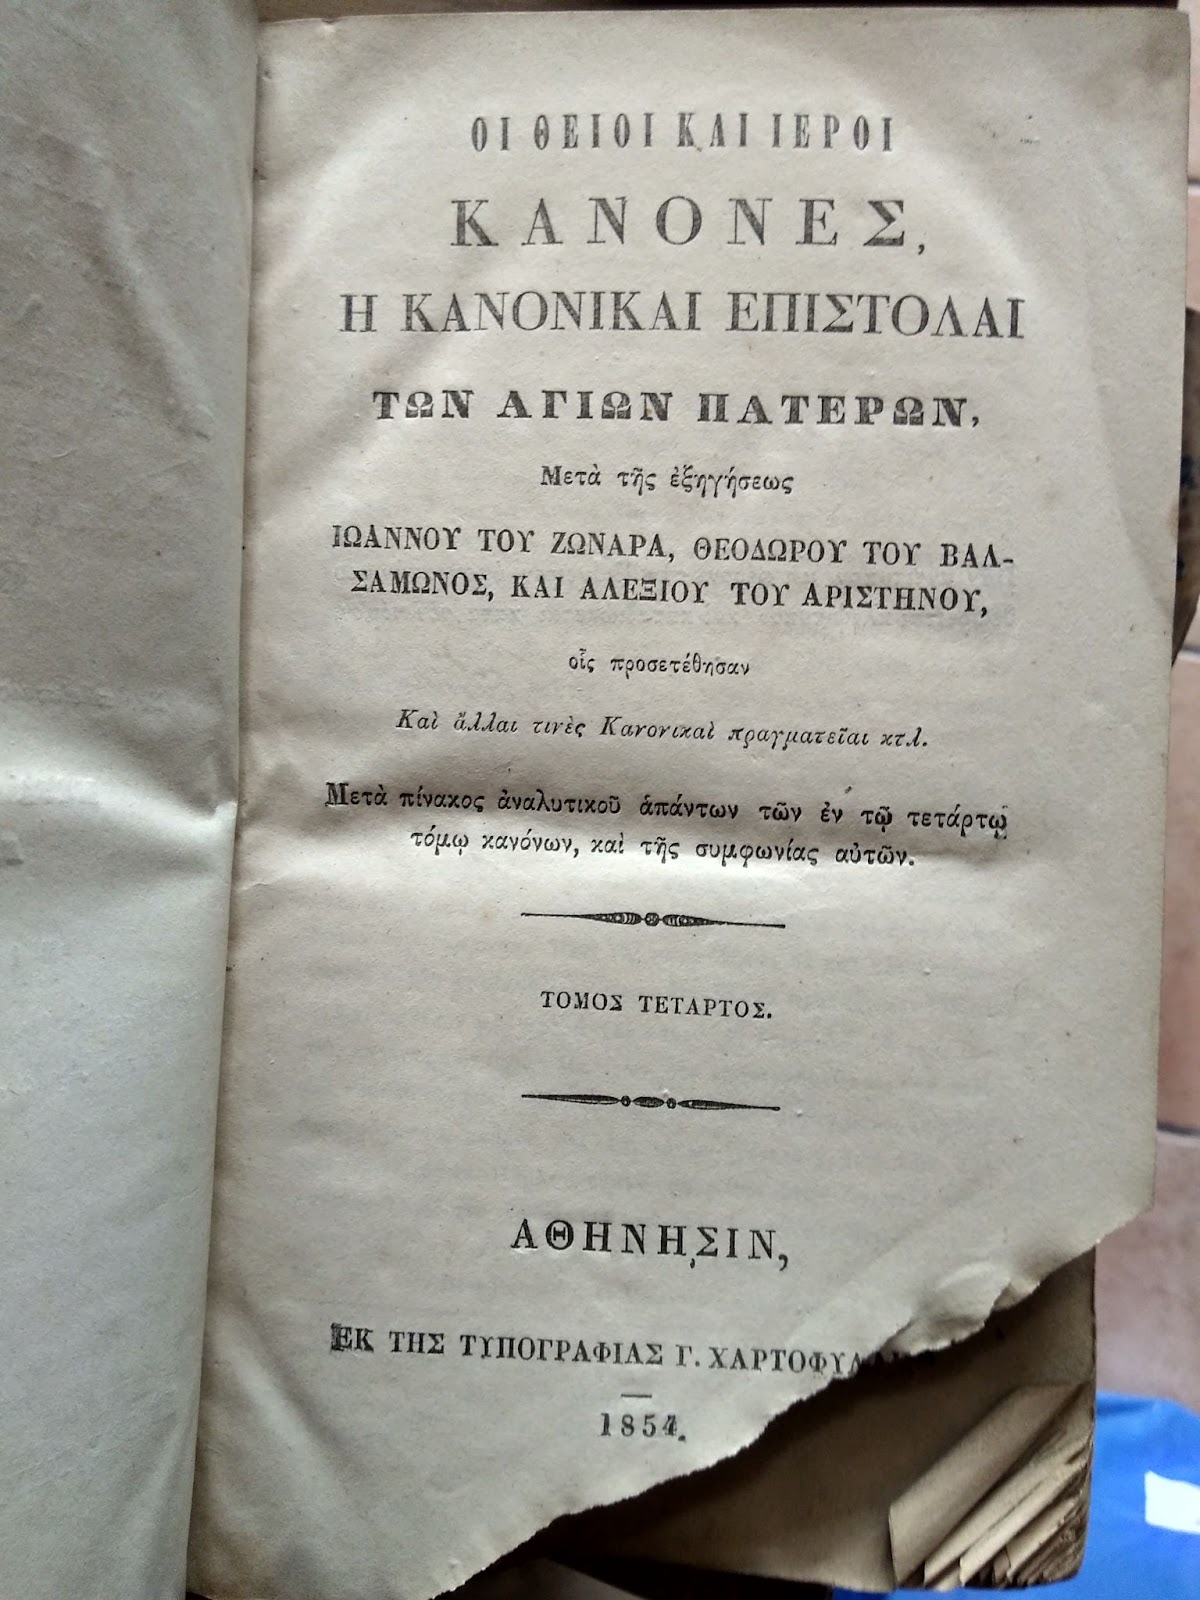 ΟΙ ΘΕΙΟΙ ΚΑΙ ΙΕΡΟΙ
ΚΑΝΟΝΕΣ,
Η ΚΑΝΟΝΙΚΑΙ ΕΠΙΣΤΟΛΑΙ
ΤΩΝ ΑΓΙΩΝ ΠΑΤΕΡΩΝ,
Μετὰ τῆς ἐξηγήσεως
ΙΩΑΝΝΟΥ ΤΟΥ ΖΩΝΑΡΑ, ΘΕΟΔΩΡΟΥ ΤΟΥ ΒΑΛ-
ΣΑΜΩΝΟΣ, ΚΑΙ ΑΛΕΞΙΟΥ ΤΟΥ ΑΡΙΣΤΗΝΟΥ,
οἷς προσετέθησαν
Καὶ ἄλλαι τινὲς Κανονικαὶ πραγματεῖαι κτλ.
Μετὰ πίνακος ἀναλυτικοῦ ἁπάντων τῶν ἐν τῷ τετάρτῳ
τόμῳ κανόνων, καὶ τῆς συμφωνίας αὐτῶν.
ΤΟΜΟΣ ΤΕΤΑΡΤΟΣ.
ΑΘΗΝΗΣΙΝ,
ΕΚ ΤΗΣ ΤΥΠΟΓΡΑΦΙΑΣ Γ.
1854.